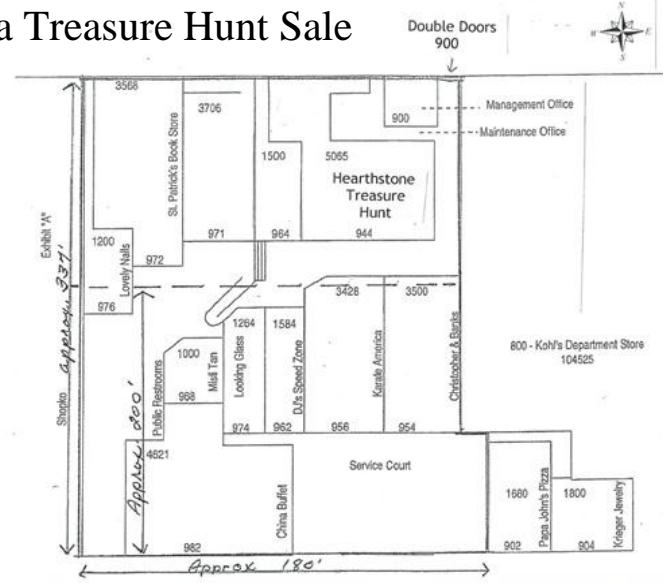 a Treasure Hunt Sale
Double Doors
900
N
W
E
S
3568
3706
St. Patrick's Book Store
1500
5065
900
Management Office
Maintenance Office
Hearthstone
Treasure
Hunt
Exhibit "A"
1200
Lovely Nails
972
971
964
944
976
approx. 337'
Shopko
3428
3500
1264
1584
800 - Kohl's Department Store
104525
Approx. 200'
Public Restrooms
1000
Misti Tan
968
Looking Glass
DJ's Speed Zone
Karate America
Christopher & Banks
974
962
956
954
4621
China Buffet
Service Court
1680
Papa John's Pizza
1800
Krieger Jewelry
982
902
904
Approx 180'